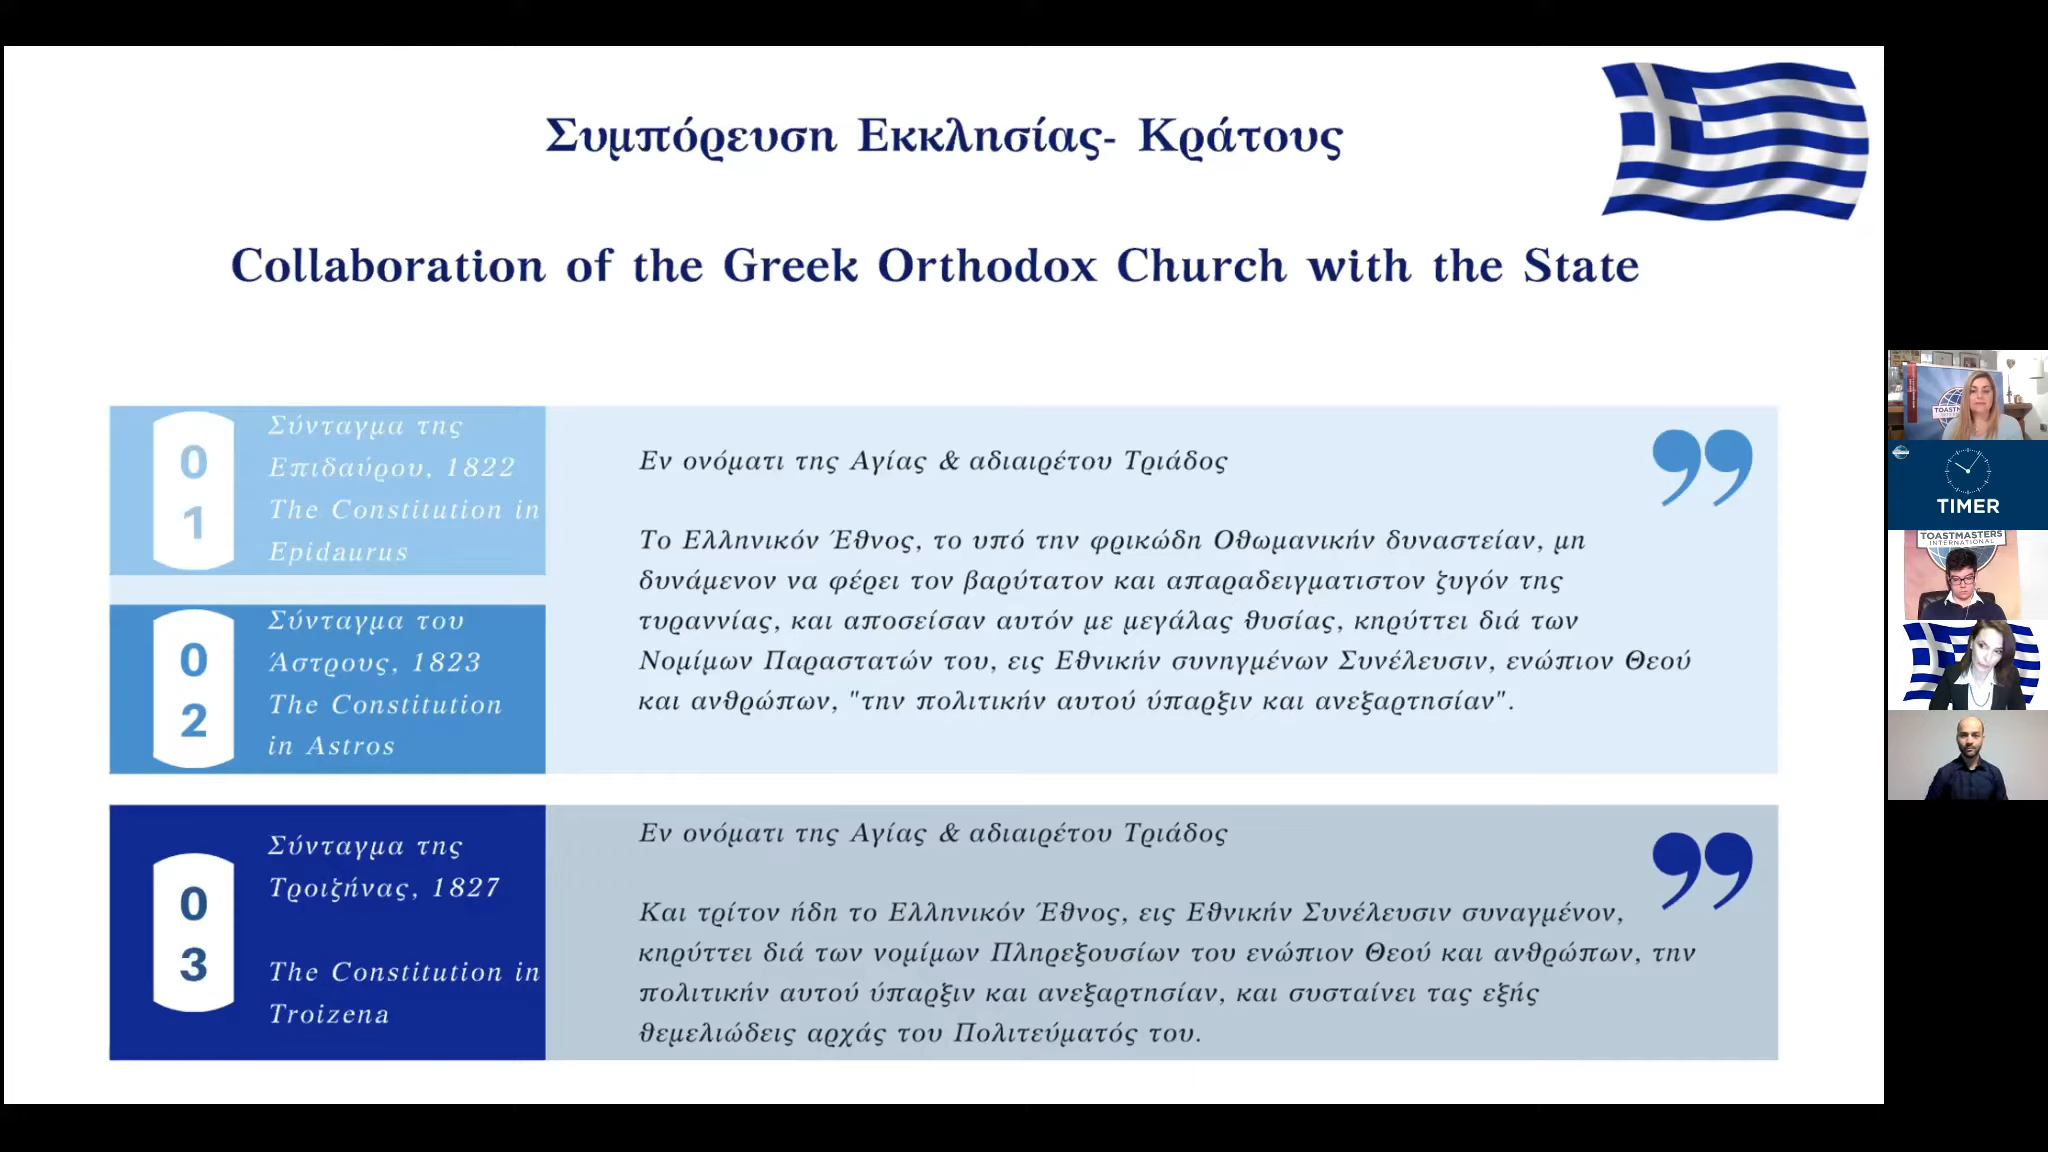 Συμπόρευση Εκκλησίας- Κράτους
Collaboration of the Greek Orthodox Church with the State
0
1
Σύνταγμα της
Επιδαύρου, 1822
The Constitution in
Epidaurus
0
2
Σύνταγμα του
Άστρους, 1823
The Constitution
in Astros
Εν ονόματι της Αγίας & αδιαιρέτου Τριάδος
Το Ελληνικόν Έθνος, το υπό την φρικώδη Οθωμανικήν δυναστείαν, μη
δυνάμενον να φέρει τον βαρύτατον και απαραδειγματιστον ζυγόν της
τυραννίας, και αποσείσαν αυτόν με μεγάλας θυσίας, κηρύττει διά των
Νομίμων Παραστατών του, εις Εθνικήν συνηγμένων Συνέλευσιν, ενώπιον Θεού
και ανθρώπων, "την πολιτικήν αυτού ύπαρξιν και ανεξαρτησίαν".
0
3
Σύνταγμα της
Τροιζήνας, 1827
The Constitution in
Troizena
Εν ονόματι της Αγίας & αδιαιρέτου Τριάδος
Και τρίτον ήδη το Ελληνικόν Έθνος, εις Εθνικήν Συνέλευσιν συναγμένον,
κηρύττει διά των νομίμων Πληρεξουσίων του ενώπιον Θεού και ανθρώπων, την
πολιτικήν αυτού ύπαρξιν και ανεξαρτησίαν, και συσταίνει τας εξής
θεμελιώδεις αρχάς του Πολιτεύματός του.
TIMER
TOASTMASTERS
INTERNATIONAL